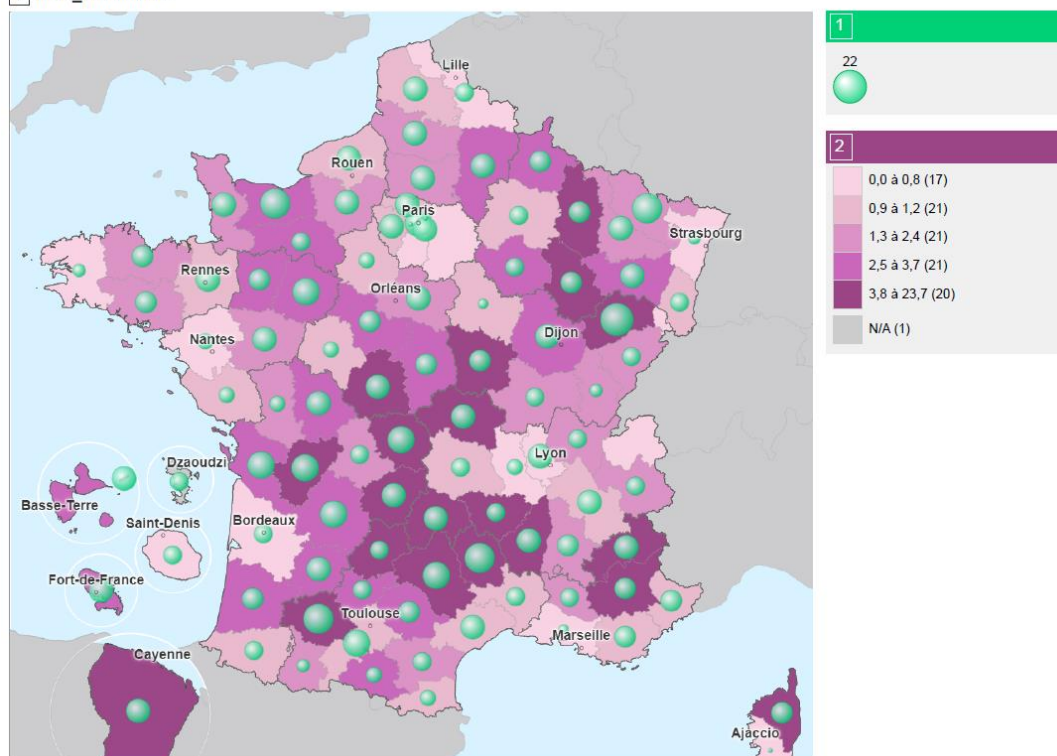 Lille
Rouen
Paris
Strasbourg
Rennes
Orléans
Nantes
Dijon
Lyon
Dzaoudzi
Basse-Terre
Saint-Denis
Bordeaux
Fort-de-France
Toulouse
Marseille
Cayenne
Ajaccio
1
22
2
0,0 à 0,8 (17)
0,9 à 1,2 (21)
1,3 à 2,4 (21)
2,5 à 3,7 (21)
3,8 à 23,7 (20)
N/A (1)